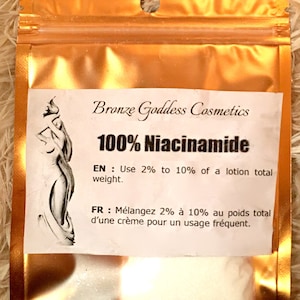 Bronze Goddess Cosmetics
100% Niacinamide
EN : Use 2% to 10% of a lotion total
weight.
FR : Mélangez 2% à 10% au poids total
d'une crème pour un usage fréquent.